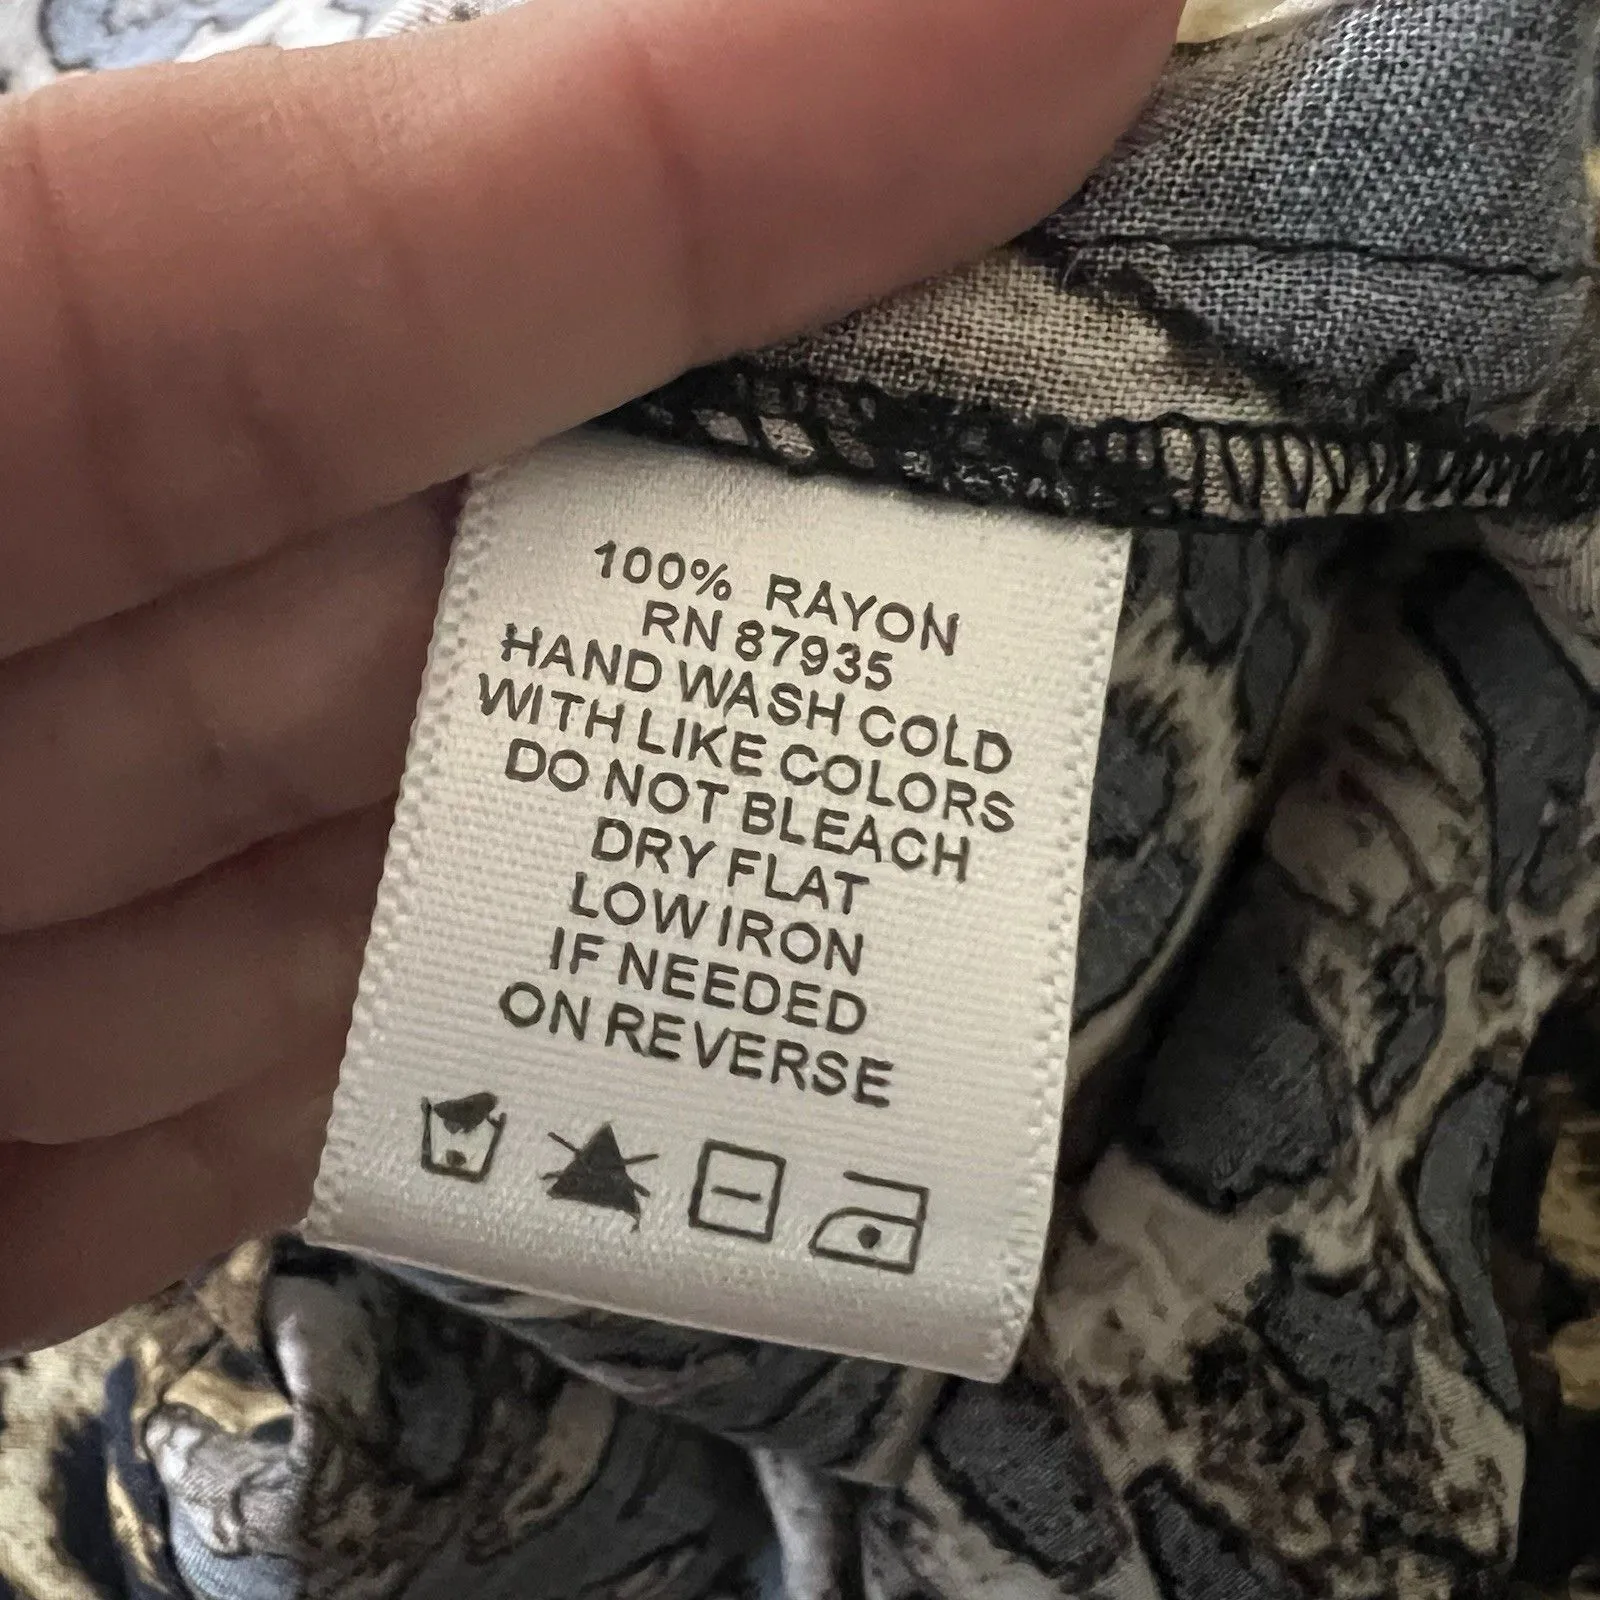 100% RAYON
RN 87935
HAND WASH COLD
WITH LIKE COLORS
DO NOT BLEACH
DRY FLAT
LOW IRON
IF NEEDED
ON REVERSE